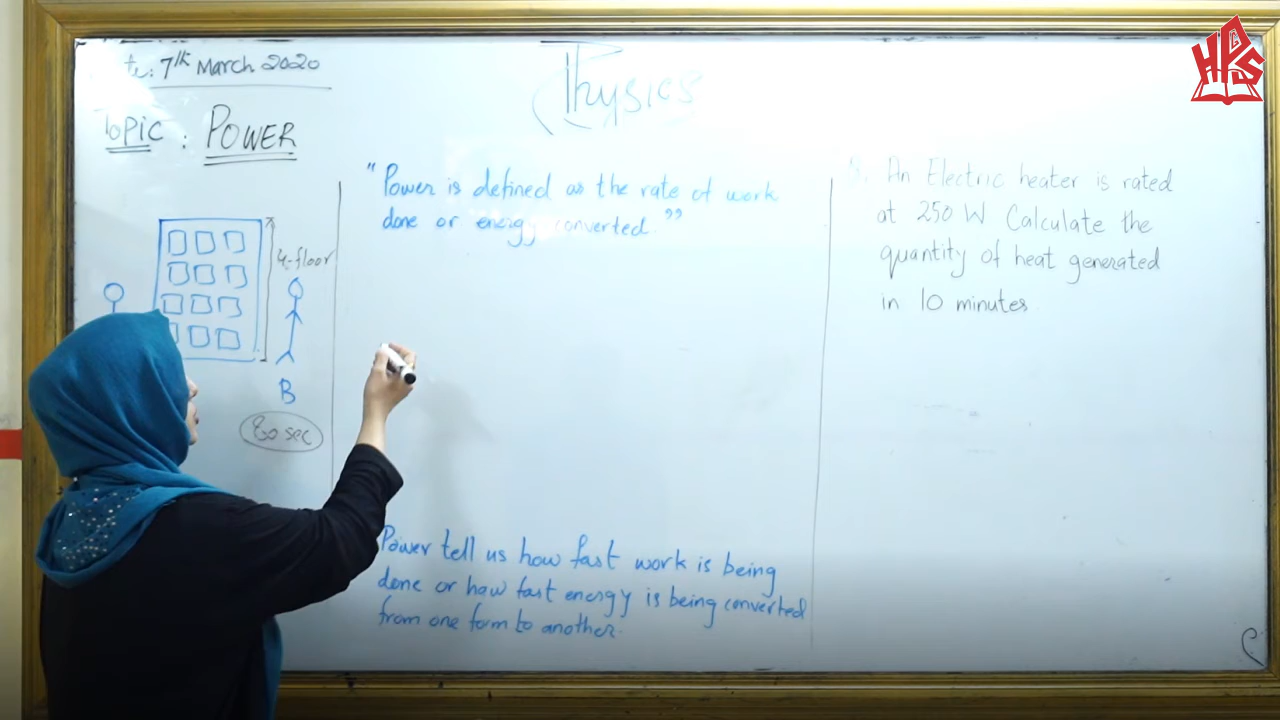 7th March 2020
Physics
Topic : POWER
4-floor
B
80 sec
"Power is defined as the rate of work
done or energy converted."
Power tell us how fast work is being
done or how fast energy is being converted
from one form to another.
An Electric heater is rated
at 250 W Calculate the
quantity of heat generated
in 10 minutes
HPSS